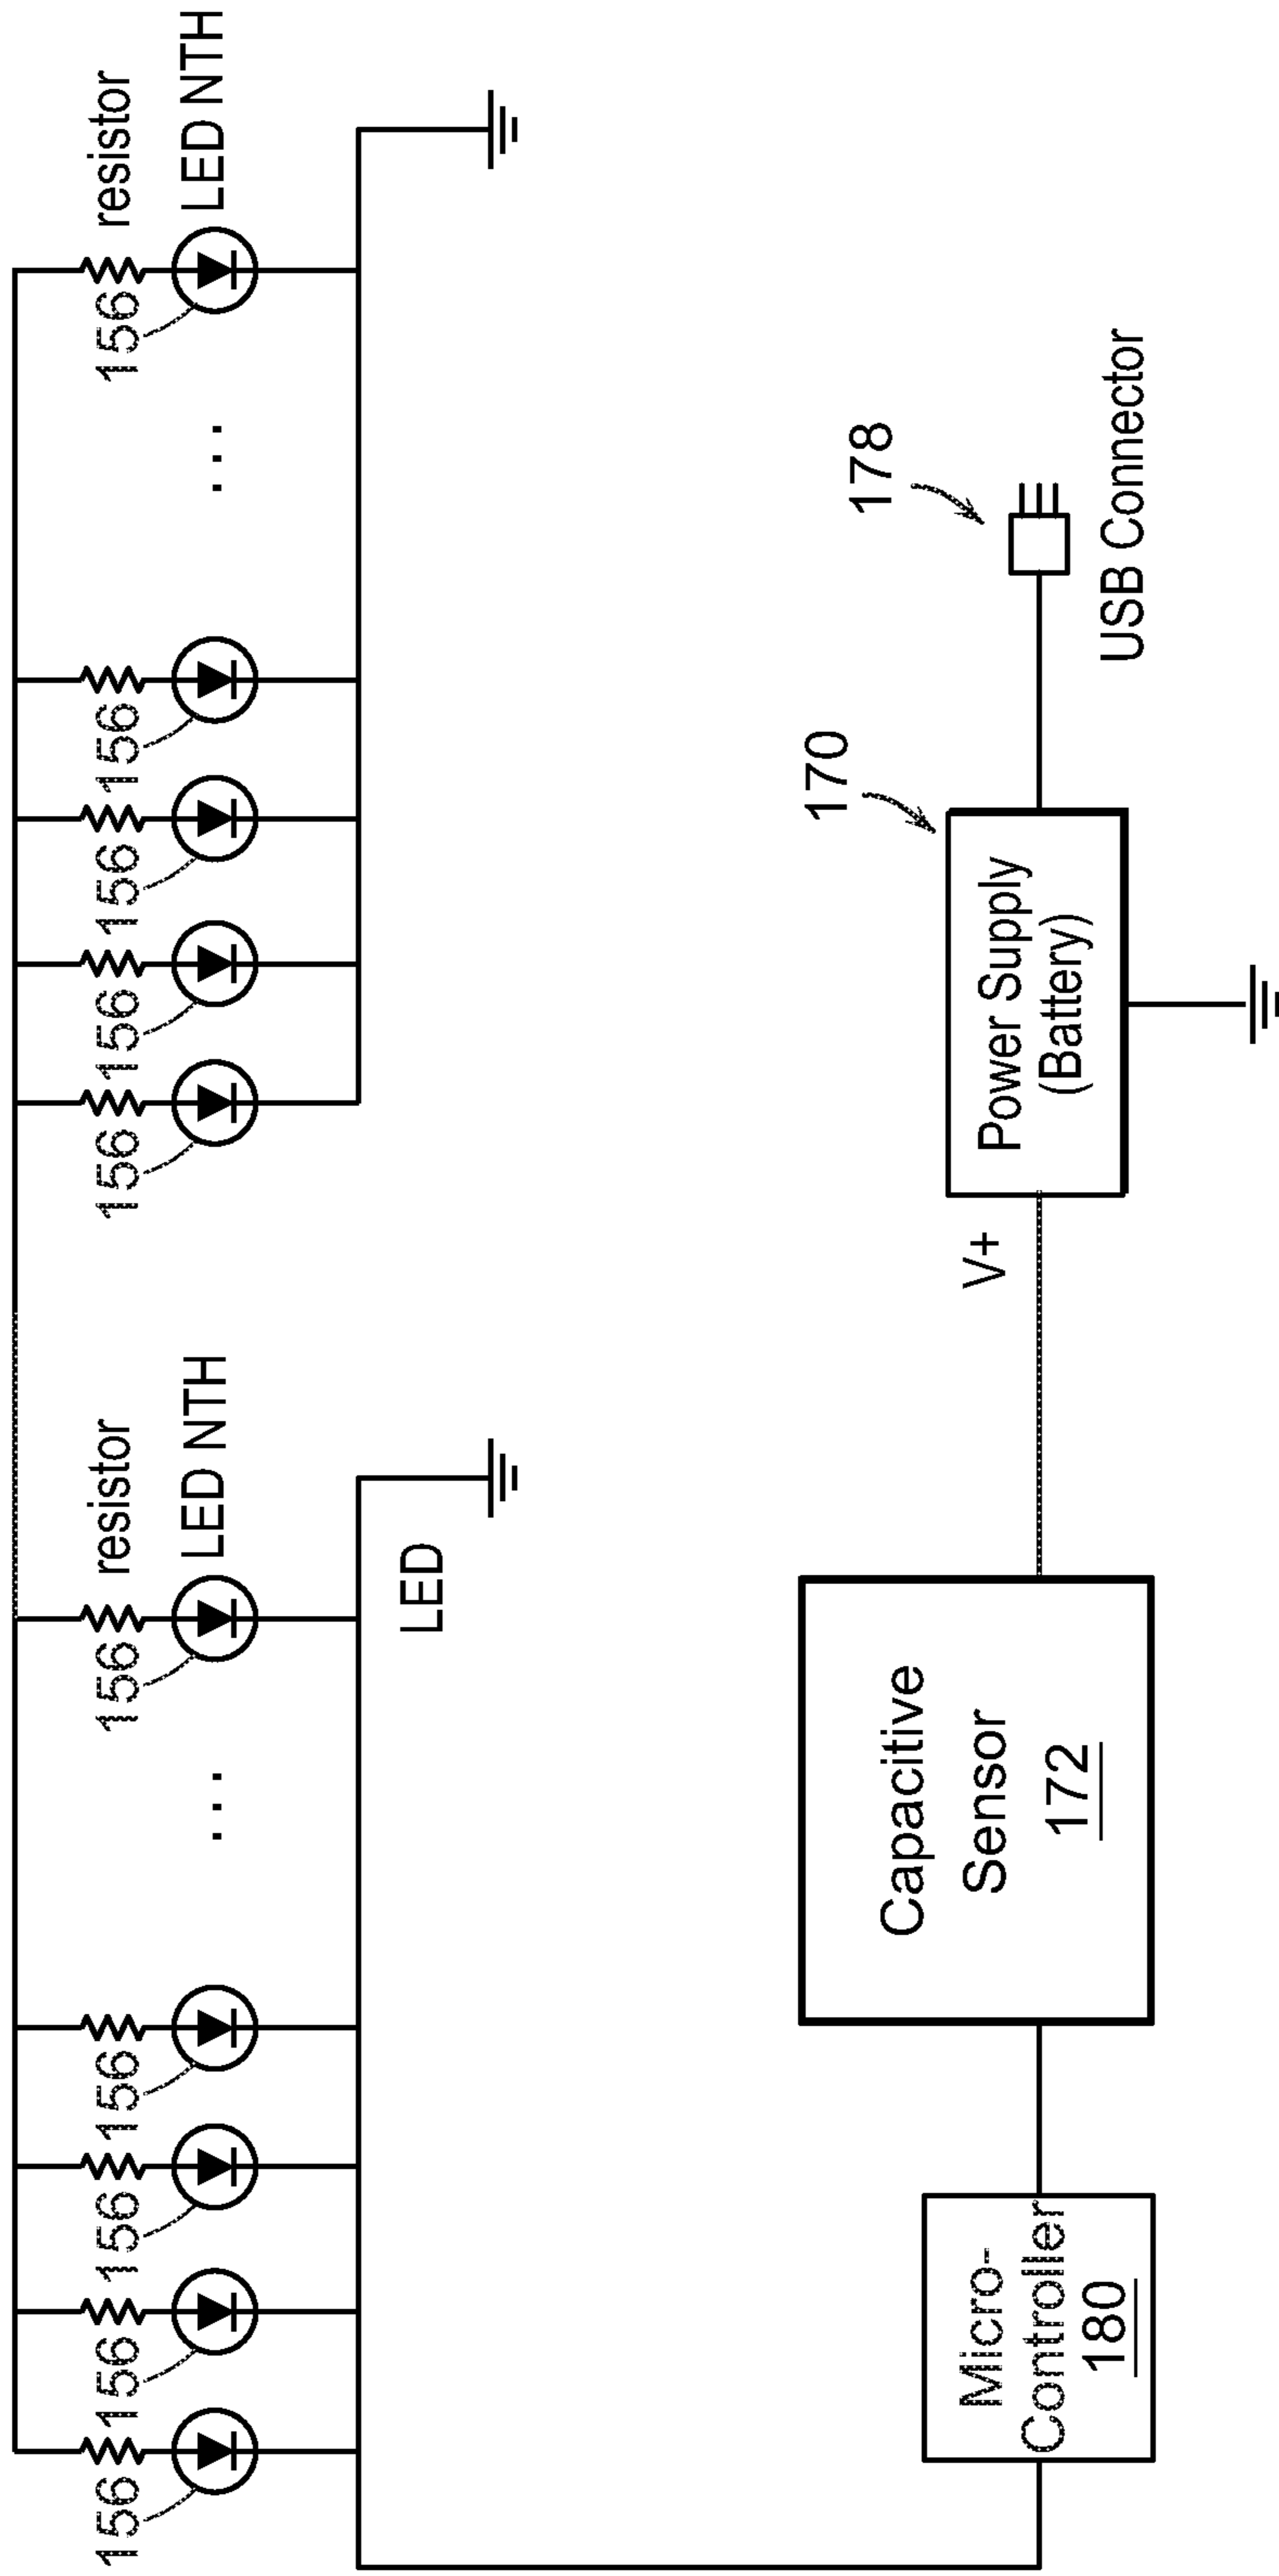 156 156 156 156 156 resistor 156 156 156 156 156 resistor
... LED NTH ... LED NTH
LED
170
178
Capacitive
Sensor
172
Micro-
Controller
180
V+
Power Supply
(Battery)
USB Connector